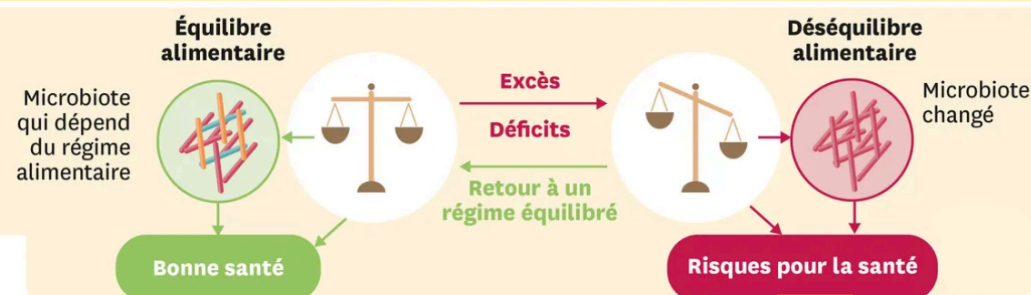 Équilibre
alimentaire
Microbiote
qui dépend
du régime
alimentaire
Excès
Déficits
Retour à un
régime équilibré
Déséquilibre
alimentaire
Microbiote
changé
Bonne santé
Risques pour la santé